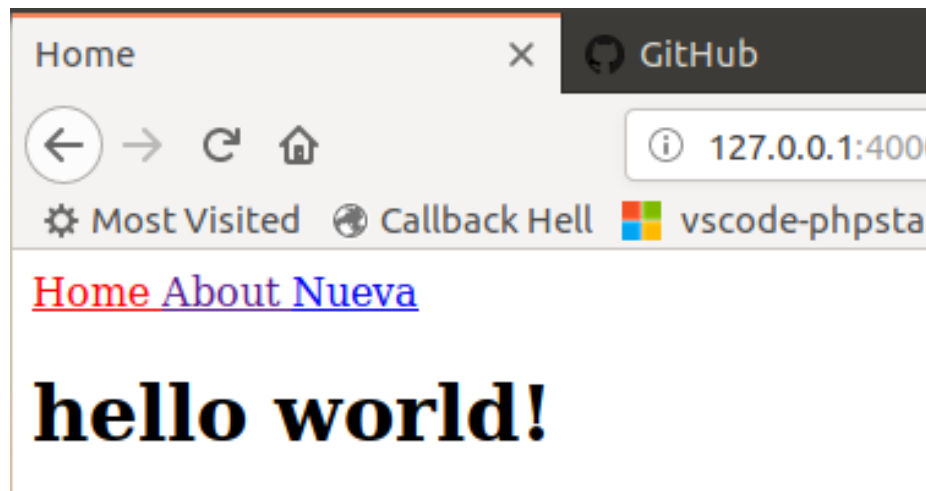 Home GitHub
127.0.0.1:400
Most Visited Callback Hell vscode-phpsta
Home About Nueva
hello world!